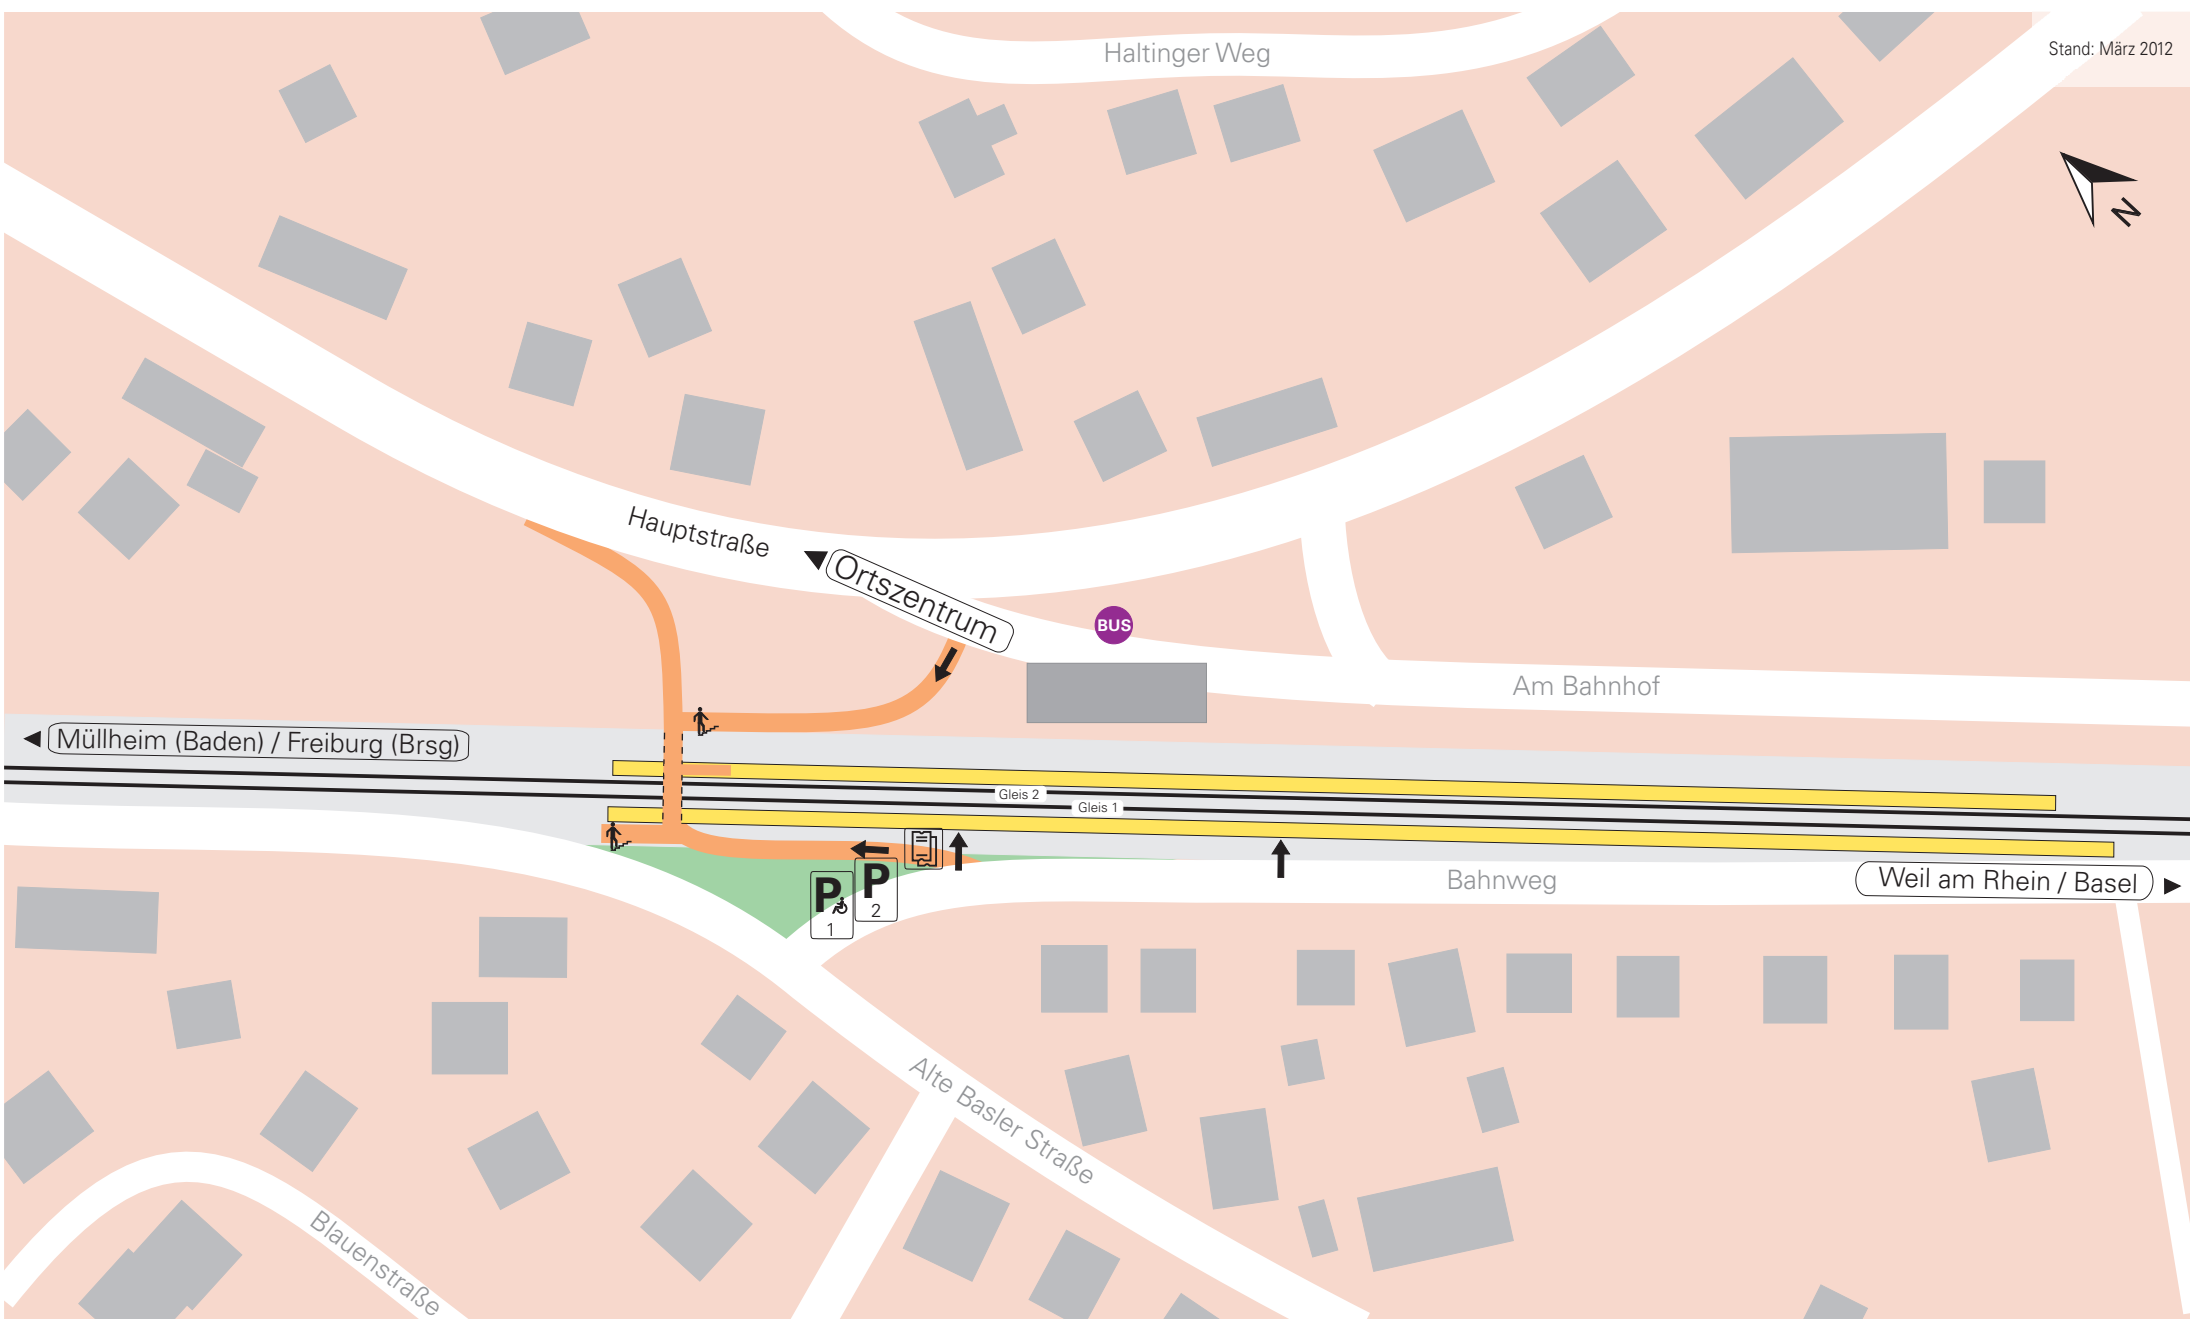 Haltinger Weg
Stand: März 2012
N
Hauptstraße
Ortszentrum
BUS
Am Bahnhof
Müllheim (Baden) / Freiburg (Brsg)
Gleis 2
Gleis 1
P
1
P
2
Bahnweg
Weil am Rhein / Basel
Alte Basler Straße
Blauenstraße